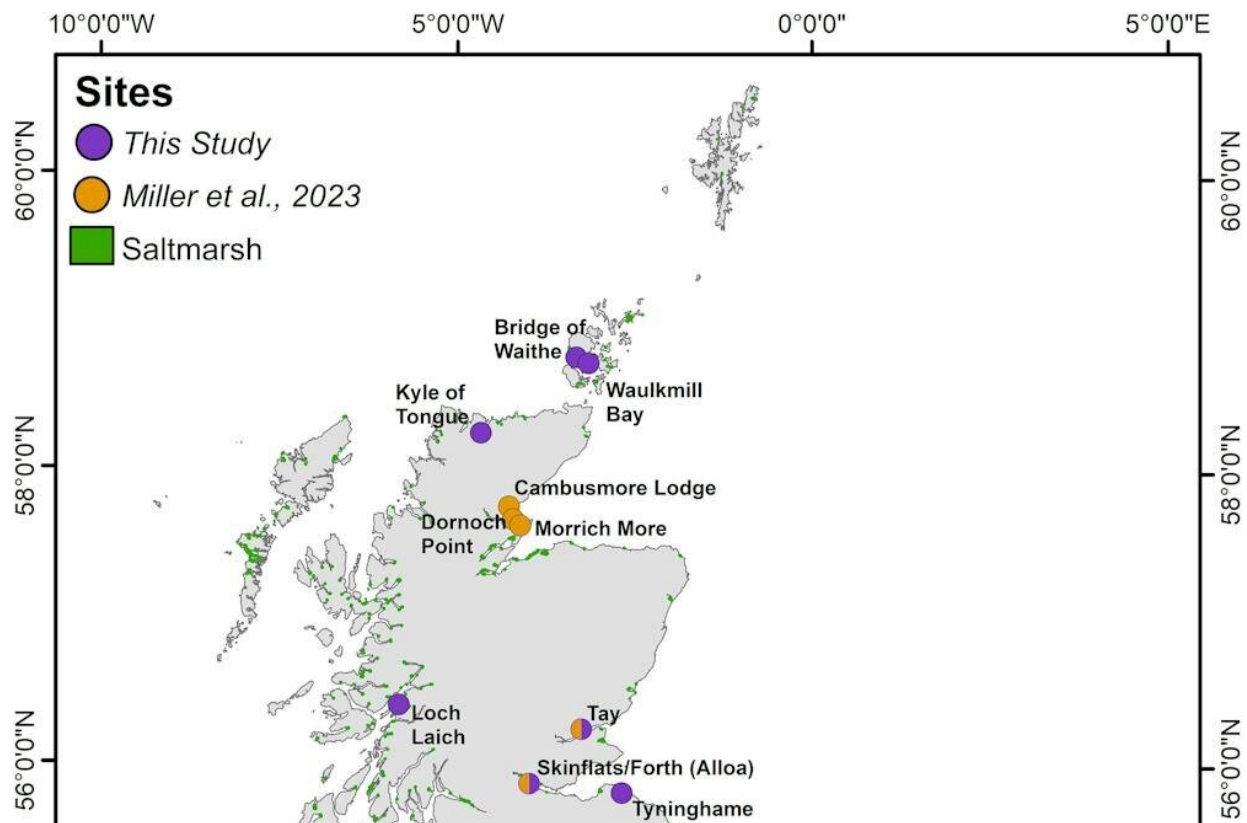 10°0'0"W 5°0'0"W 0°0'0" 5°0'0"E
Sites
This Study
Miller et al., 2023
Saltmarsh
60°0'0"N
60°0'0"N
Bridge of
Waithe
Waulkmill
Bay
Kyle of
Tongue
58°0'0"N
58°0'0"N
Cambusmore Lodge
Dornoch
Point
Morrich More
Loch
Laich
Tay
56°0'0"N
56°0'0"N
Skinflats/Forth (Alloa)
Tyninghame